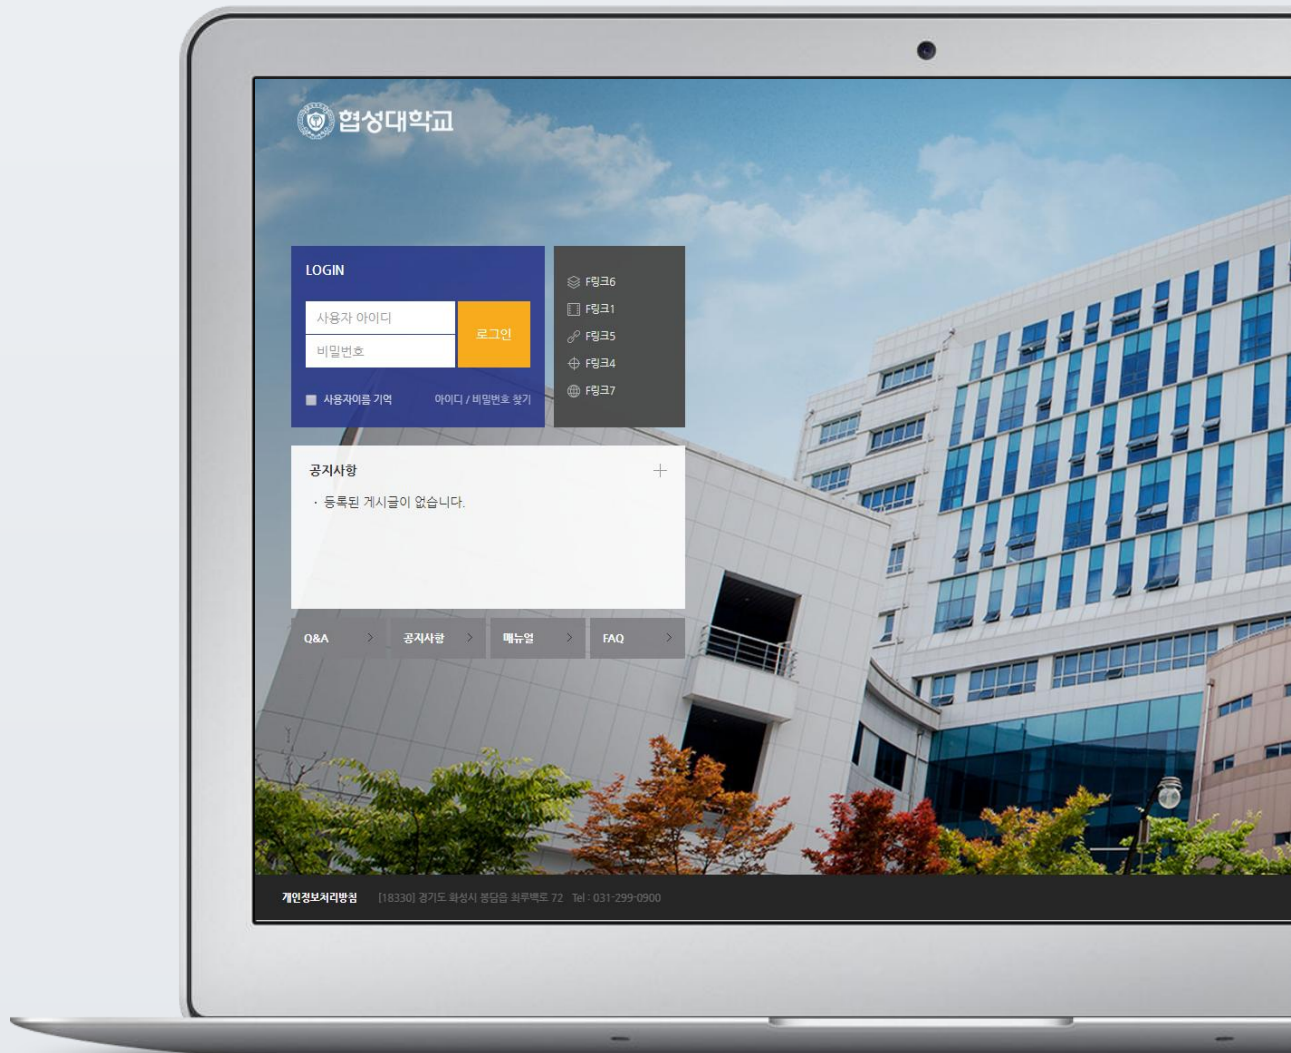 협성대학교
LOGIN
사용자 아이디
비밀번호
로그인
사용자이름 기억
아이디 / 비밀번호 찾기
F링크6
F링크1
F링크5
F링크4
F링크7
공지사항
· 등록된 게시글이 없습니다.
Q&A
공지사항
메뉴얼
FAQ
개인정보처리방침 [18330] 경기도 화성시 봉담읍 최루백로 72 Tel : 031-299-0900